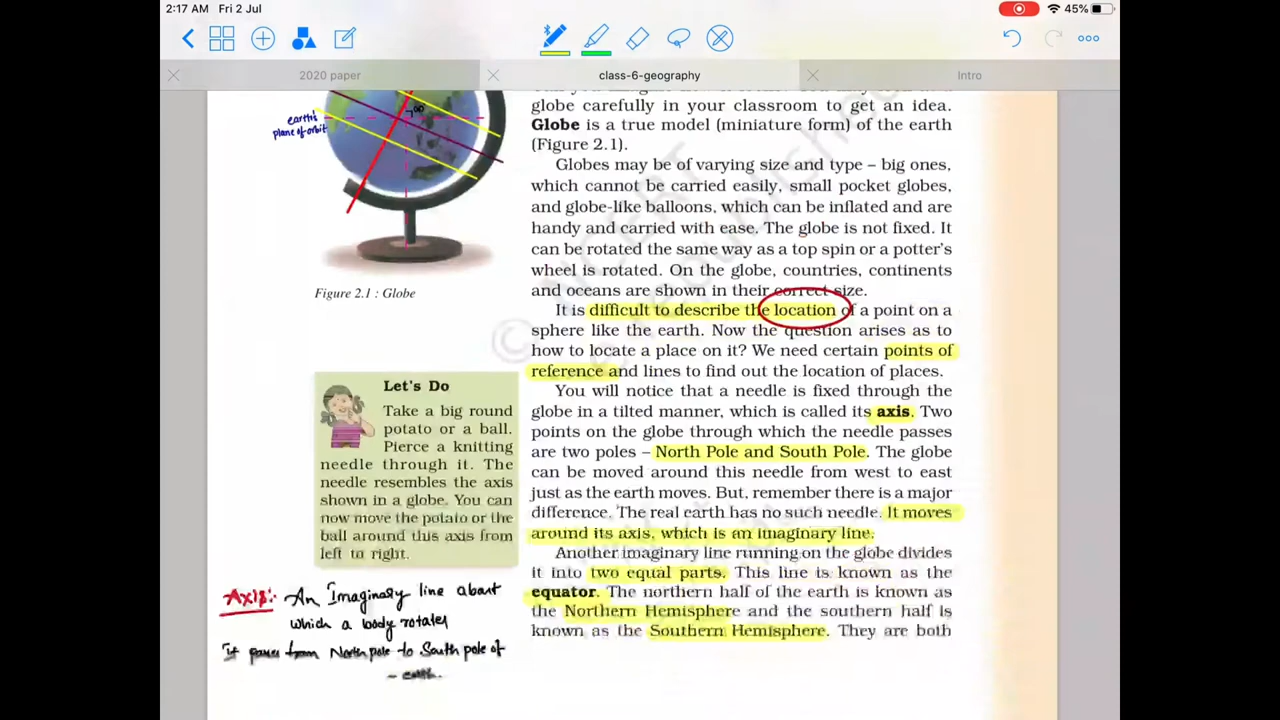 2:17 AM Fri 2 Jul
45%
2020 paper
class-6-geography
Intro
globe carefully in your classroom to get an idea.
Globe is a true model (miniature form) of the earth
(Figure 2.1).
Globes may be of varying size and type – big ones,
which cannot be carried easily, small pocket globes,
and globe-like balloons, which can be inflated and are
handy and carried with ease. The globe is not fixed. It
can be rotated the same way as a top spin or a potter's
wheel is rotated. On the globe, countries, continents
and oceans are shown in their correct size.
It is difficult to describe the location of a point on a
sphere like the earth. Now the question arises as to
how to locate a place on it? We need certain points of
reference and lines to find out the location of places.
You will notice that a needle is fixed through the
globe in a tilted manner, which is called its axis. Two
points on the globe through which the needle passes
are two poles – North Pole and South Pole. The globe
can be moved around this needle from west to east
just as the earth moves. But, remember there is a major
difference. The real earth has no such needle. It moves
around its axis, which is an imaginary line.
Another imaginary line running on the globe divides
it into two equal parts. This line is known as the
equator. The northern half of the earth is known as
the Northern Hemisphere and the southern half is
known as the Southern Hemisphere. They are both
earth's
plane of orbit
Figure 2.1 : Globe
Let's Do
Take a big round
potato or a ball.
Pierce a knitting
needle through it. The
needle resembles the axis
shown in a globe. You can
now move the potato or the
ball around this axis from
left to right.
Axis:- An Imaginary line about
which a body rotates
It passes from North pole to South pole of
- earth.
© NCERT